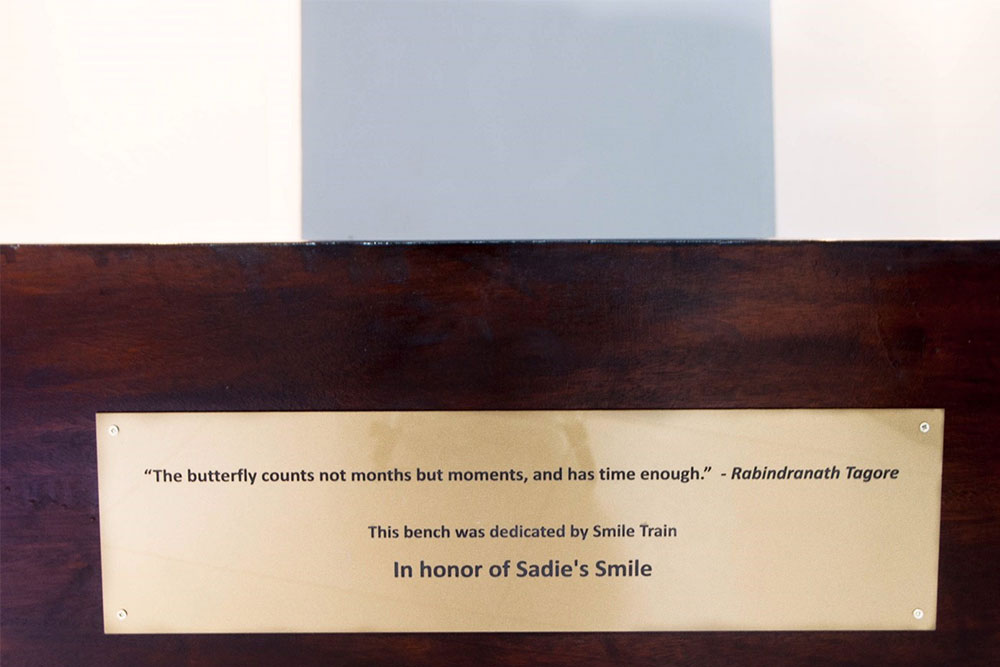 “The butterfly counts not months but moments, and has time enough.” - Rabindranath Tagore
This bench was dedicated by Smile Train
In honor of Sadie's Smile